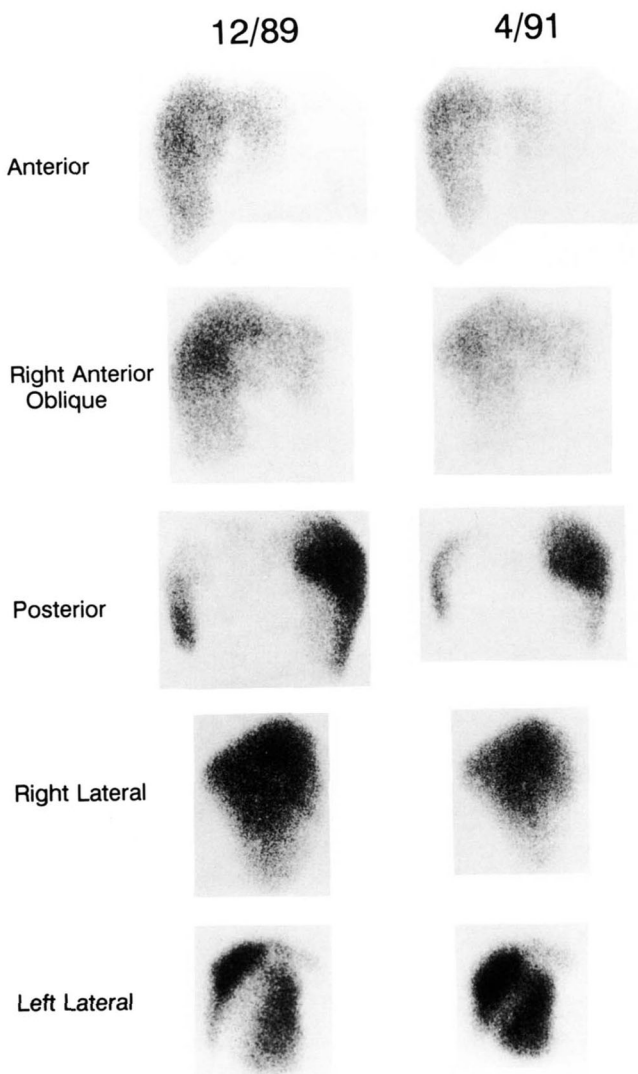 12/89 4/91
Anterior
Right Anterior
Oblique
Posterior
Right Lateral
Left Lateral